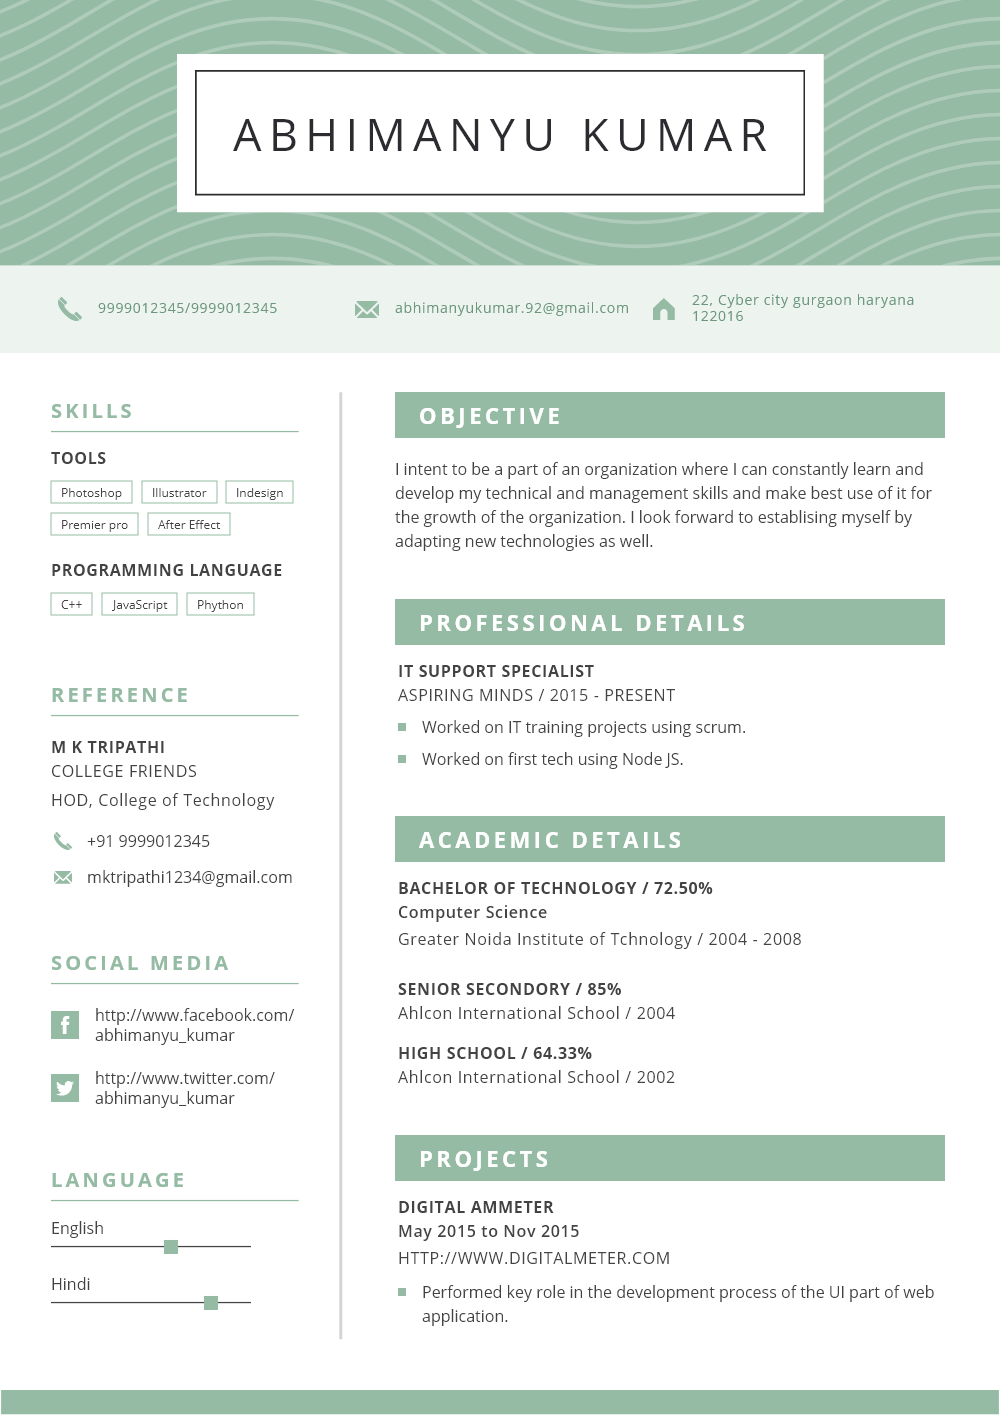 ABHIMANYU KUMAR
9999012345/9999012345
abhimanyukumar.92@gmail.com
22, Cyber city gurgaon haryana
122016
SKILLS
TOOLS
Photoshop Illustrator Indesign
Premier pro After Effect
PROGRAMMING LANGUAGE
C++ JavaScript Phython
REFERENCE
M K TRIPATHI
COLLEGE FRIENDS
HOD, College of Technology
+91 9999012345
mktripathi1234@gmail.com
SOCIAL MEDIA
http://www.facebook.com/
abhimanyu_kumar
http://www.twitter.com/
abhimanyu_kumar
LANGUAGE
English
Hindi
OBJECTIVE
I intent to be a part of an organization where I can constantly learn and
develop my technical and management skills and make best use of it for
the growth of the organization. I look forward to establising myself by
adapting new technologies as well.
PROFESSIONAL DETAILS
IT SUPPORT SPECIALIST
ASPIRING MINDS / 2015 - PRESENT
Worked on IT training projects using scrum.
Worked on first tech using Node JS.
ACADEMIC DETAILS
BACHELOR OF TECHNOLOGY / 72.50%
Computer Science
Greater Noida Institute of Tchnology / 2004 - 2008
SENIOR SECONDORY / 85%
Ahlcon International School / 2004
HIGH SCHOOL / 64.33%
Ahlcon International School / 2002
PROJECTS
DIGITAL AMMETER
May 2015 to Nov 2015
HTTP://WWW.DIGITALMETER.COM
Performed key role in the development process of the UI part of web
application.